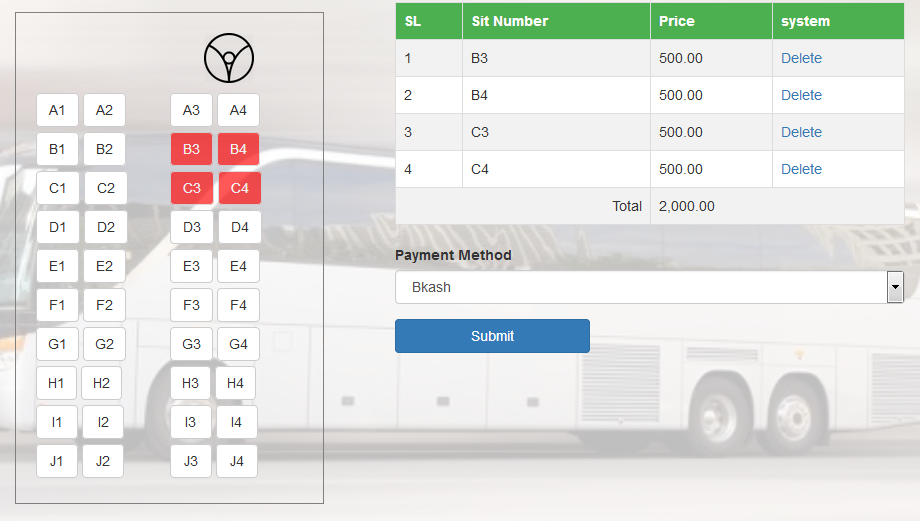 A1 A2 A3 A4
B1 B2 B3 B4
C1 C2 C3 C4
D1 D2 D3 D4
E1 E2 E3 E4
F1 F2 F3 F4
G1 G2 G3 G4
H1 H2 H3 H4
I1 I2 I3 I4
J1 J2 J3 J4
SL Sit Number Price system
1 B3 500.00 Delete
2 B4 500.00 Delete
3 C3 500.00 Delete
4 C4 500.00 Delete
Total 2,000.00
Payment Method
Bkash
Submit